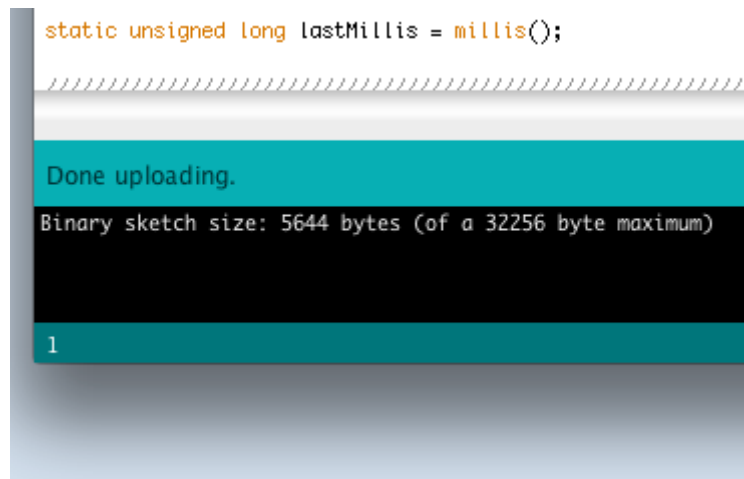 static unsigned long lastMillis = millis();
//////////////////////////////////////////////////////////
Done uploading.
Binary sketch size: 5644 bytes (of a 32256 byte maximum)
1